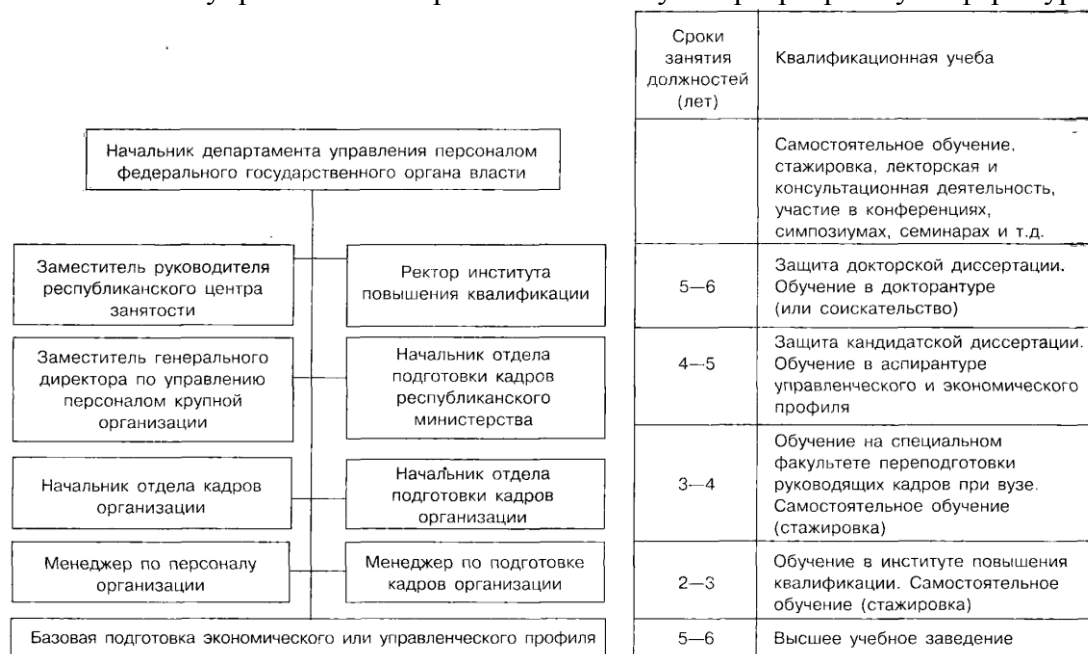 Сроки
занятия
должностей
(лет)
Квалификационная учеба
Начальник департамента управления персоналом
федерального государственного органа власти
Самостоятельное обучение,
стажировка, лекторская и
консультационная деятельность,
участие в конференциях,
симпозиумах, семинарах и т.д.
Заместитель руководителя
республиканского центра
занятости
Ректор института
повышения квалификации
5—6
Защита докторской диссертации.
Обучение в докторантуре
(или соискательство)
Заместитель генерального
директора по управлению
персоналом крупной
организации
Начальник отдела
подготовки кадров
республиканского
министерства
4—5
Защита кандидатской диссертации.
Обучение в аспирантуре
управленческого и экономического
профиля
Начальник отдела кадров
организации
Начальник отдела
подготовки кадров
организации
3—4
Обучение на специальном
факультете переподготовки
руководящих кадров при вузе.
Самостоятельное обучение
(стажировка)
Менеджер по персоналу
организации
Менеджер по подготовке
кадров организации
2—3
Обучение в институте повышения
квалификации. Самостоятельное
обучение (стажировка)
Базовая подготовка экономического или управленческого профиля
5—6
Высшее учебное заведение